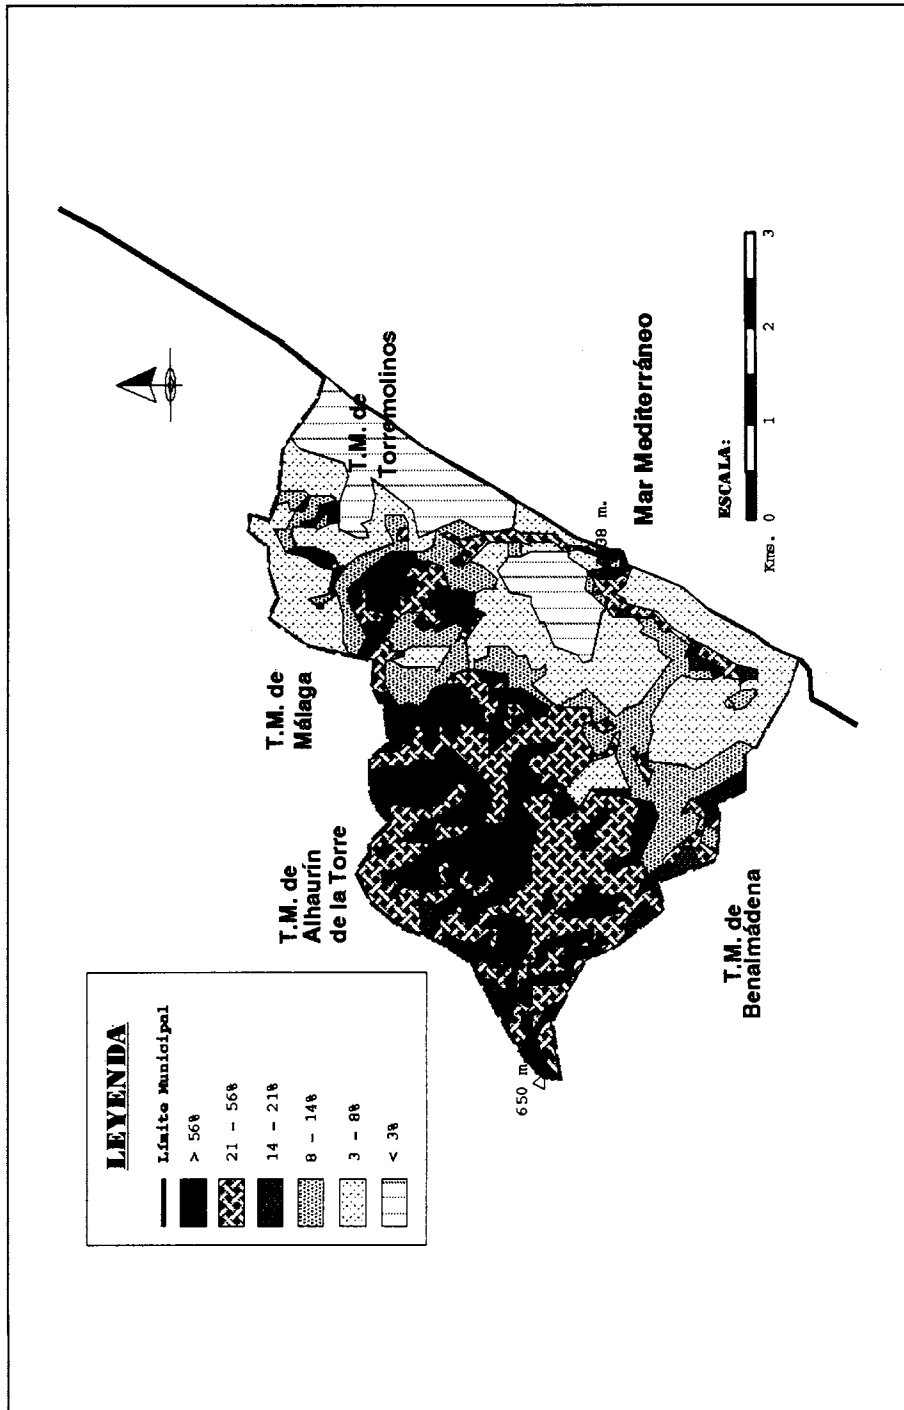 LEYENDA
Límite Municipal
> 56%
21 - 56%
14 - 21%
8 - 14%
3 - 8%
< 3%
T.M. de
Alhaurín
de la Torre
T.M. de
Málaga
T.M. de
Torremolinos
650 m.
38 m.
Mar Mediterráneo
T.M. de
Benalmádena
ESCALA:
Kms. 0 1 2 3